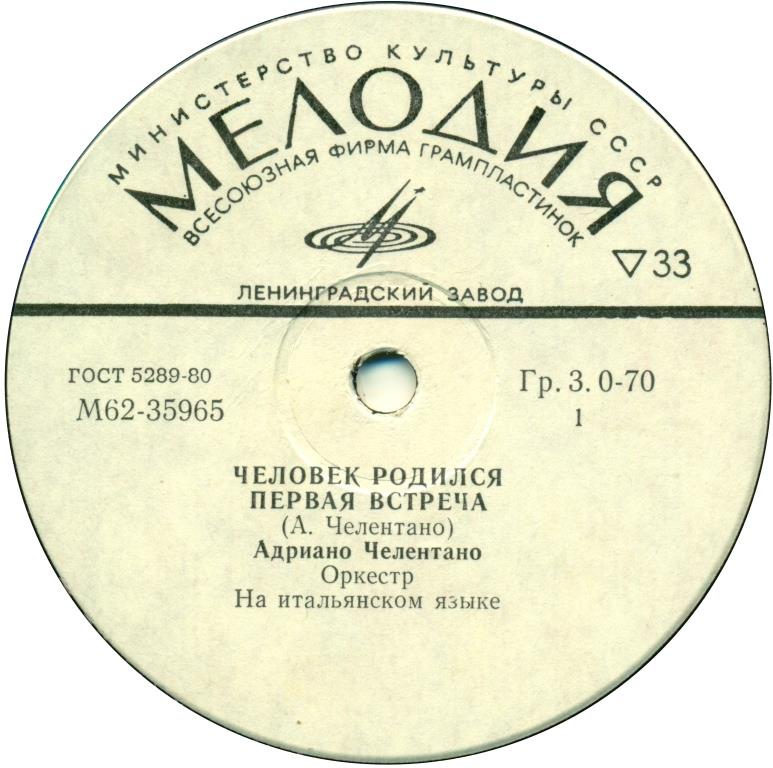 МИНИСТЕРСТВО КУЛЬТУРЫ СССР
МЕЛОДИЯ
ВСЕСОЮЗНАЯ ФИРМА ГРАМПЛАСТИНОК
▽33
ЛЕНИНГРАДСКИЙ ЗАВОД
ГОСТ 5289-80
М62-35965
Гр. 3. 0-70
1
ЧЕЛОВЕК РОДИЛСЯ
ПЕРВАЯ ВСТРЕЧА
(А. Челентано)
Адриано Челентано
Оркестр
На итальянском языке